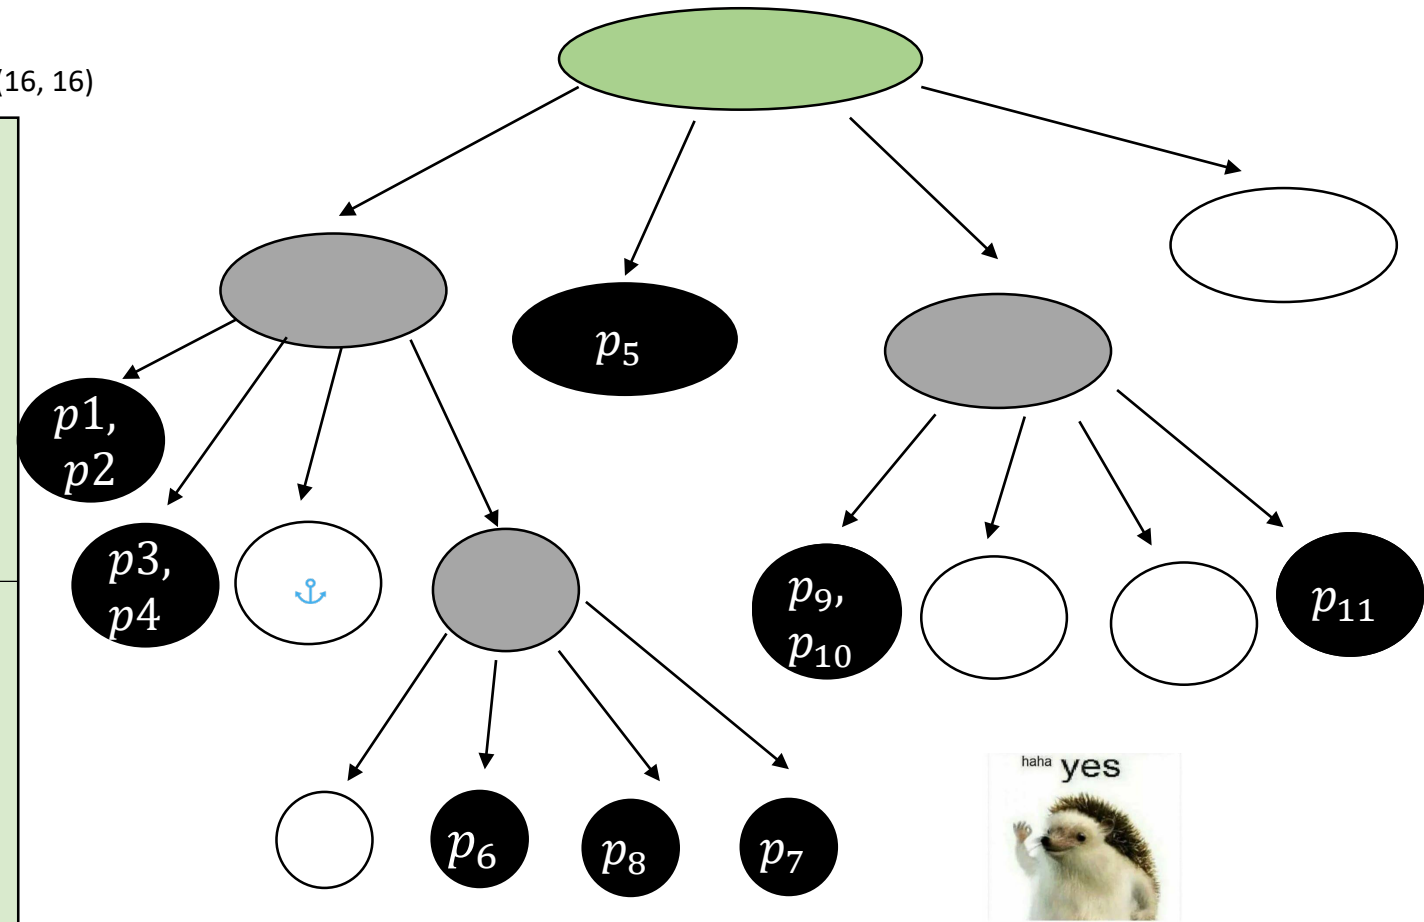 (16, 16)
p₅
p1,
p2
p3,
p4
p₉,
p₁₀
p₁₁
haha yes
p₆
p₈
p₇